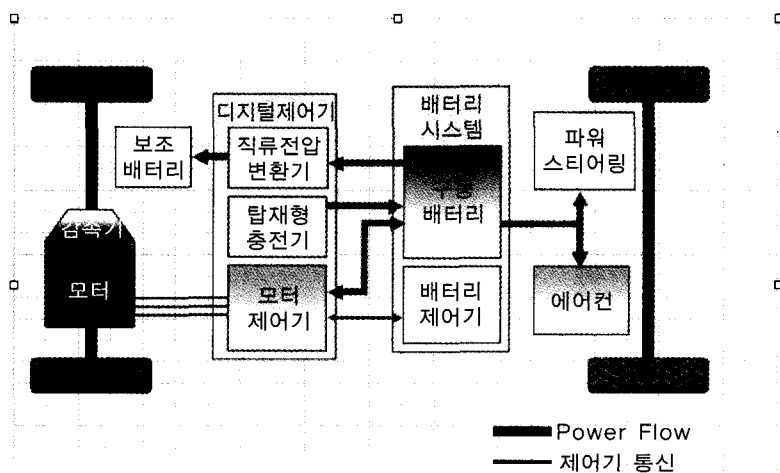 디지털제어기
배터리
시스템
보조
배터리
직류전압
변환기
구동
배터리
파워
스티어링
탑재형
충전기
감속기
모터
모터
제어기
배터리
제어기
에어컨
Power Flow
제어기 통신